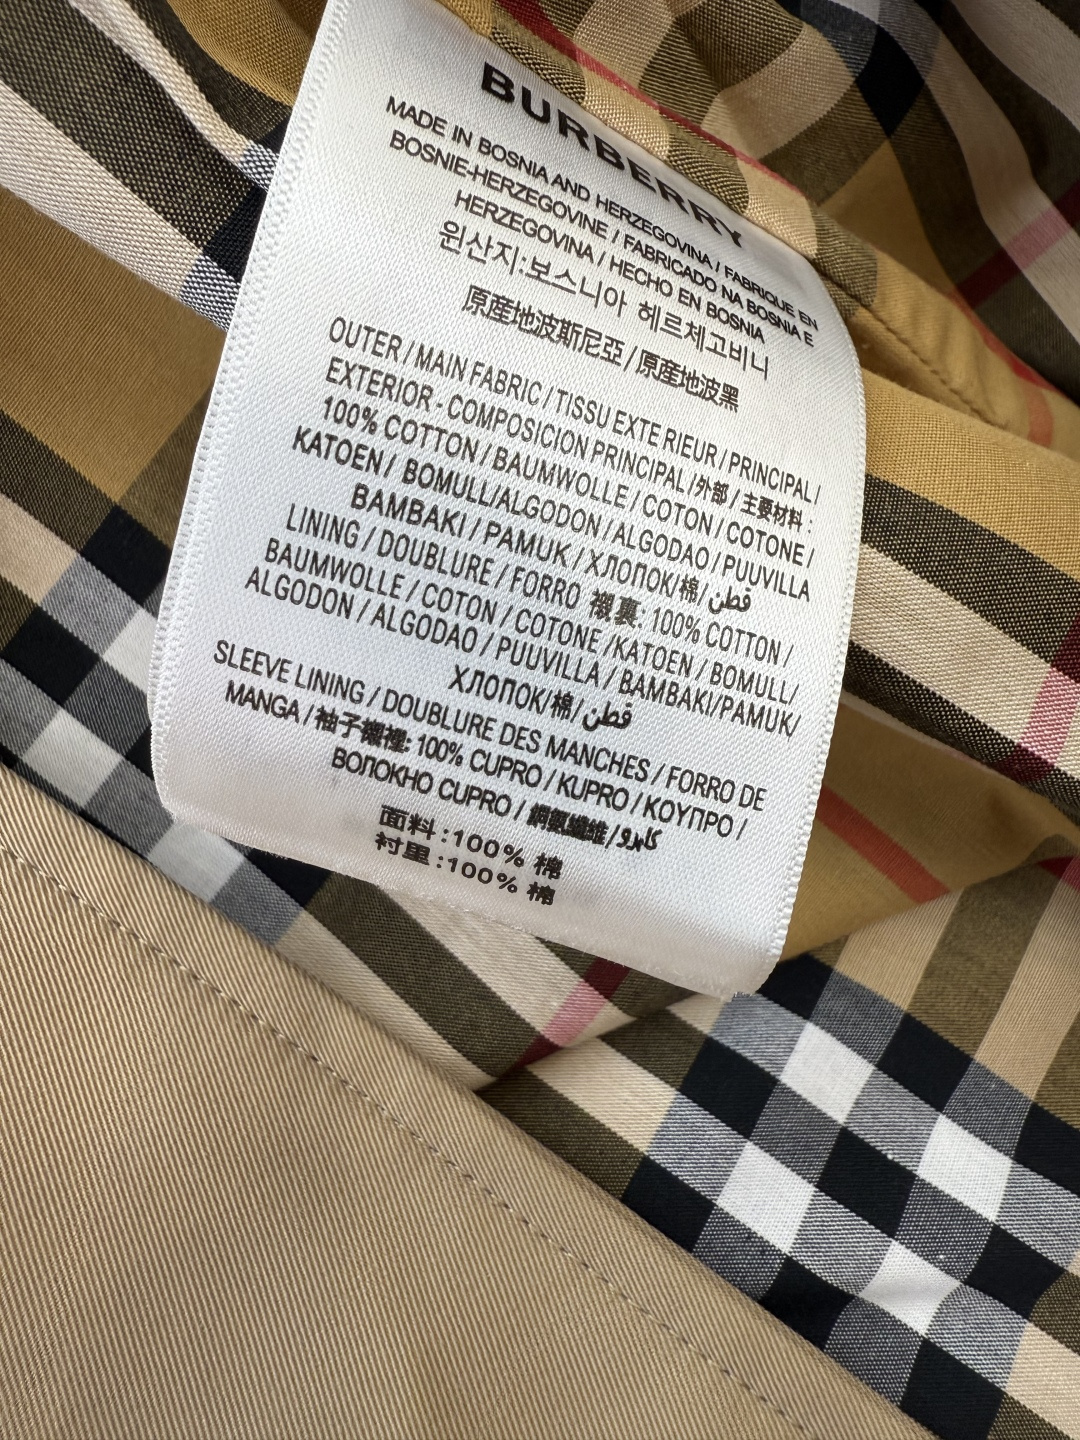 BURBERRY
MADE IN BOSNIA AND HERZEGOVINA / FABRIQUE EN
BOSNIE-HERZEGOVINE / FABRICADO NA BOSNIA E
HERZEGOVINA / HECHO EN BOSNIA
원산지:보스니아 헤르체고비니
原産地波斯尼亞 / 原産地波黑
OUTER / MAIN FABRIC / TISSU EXTE RIEUR / PRINCIPAL /
EXTERIOR - COMPOSICION PRINCIPAL /外部 / 主要材料 :
100% COTTON / BAUMWOLLE / COTON / COTONE /
KATOEN / BOMULL/ALGODON / ALGODAO / PUUVILLA
BAMBAKI / PAMUK / ХЛОПОК/棉/ قطن
LINING / DOUBLURE / FORRO 襯裏: 100% COTTON /
BAUMWOLLE / COTON / COTONE /KATOEN / BOMULL/
ALGODON / ALGODAO / PUUVILLA / BAMBAKI/PAMUK/
ХЛОПОК/棉/ قطن
SLEEVE LINING / DOUBLURE DES MANCHES / FORRO DE
MANGA / 袖子襯裡: 100% CUPRO / KUPRO / ΚΟΥΠΡΟ /
ВОЛОКНО CUPRO / 銅氨纖維/
面料:100% 棉
衬里:100% 棉